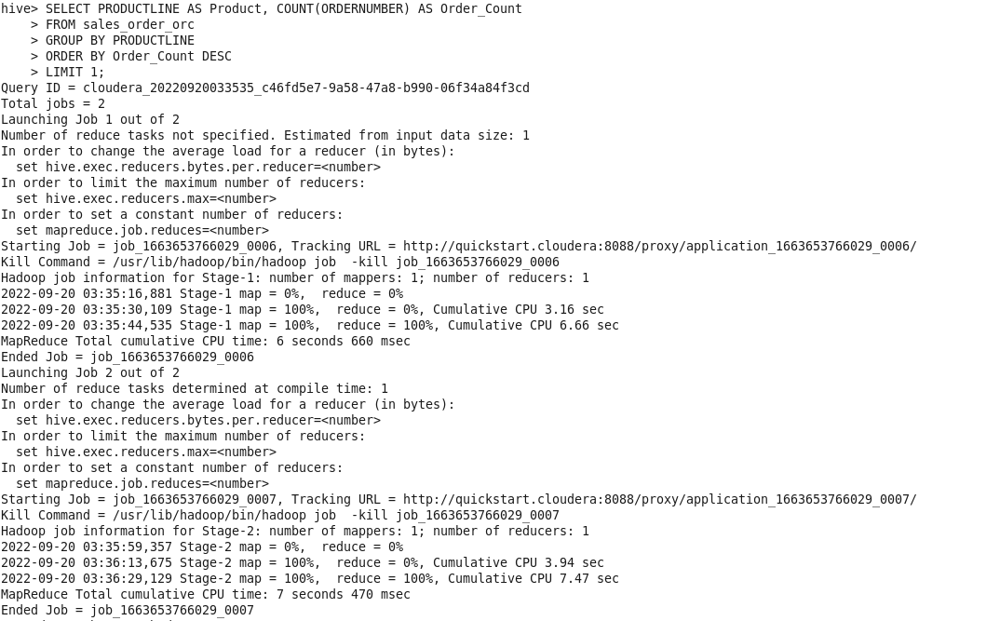 hive> SELECT PRODUCTLINE AS Product, COUNT(ORDERNUMBER) AS Order_Count
    > FROM sales_order_orc
    > GROUP BY PRODUCTLINE
    > ORDER BY Order_Count DESC
    > LIMIT 1;
Query ID = cloudera_20220920033535_c46fd5e7-9a58-47a8-b990-06f34a84f3cd
Total jobs = 2
Launching Job 1 out of 2
Number of reduce tasks not specified. Estimated from input data size: 1
In order to change the average load for a reducer (in bytes):
  set hive.exec.reducers.bytes.per.reducer=<number>
In order to limit the maximum number of reducers:
  set hive.exec.reducers.max=<number>
In order to set a constant number of reducers:
  set mapreduce.job.reduces=<number>
Starting Job = job_1663653766029_0006, Tracking URL = http://quickstart.cloudera:8088/proxy/application_1663653766029_0006/
Kill Command = /usr/lib/hadoop/bin/hadoop job  -kill job_1663653766029_0006
Hadoop job information for Stage-1: number of mappers: 1; number of reducers: 1
2022-09-20 03:35:16,881 Stage-1 map = 0%,  reduce = 0%
2022-09-20 03:35:30,109 Stage-1 map = 100%,  reduce = 0%, Cumulative CPU 3.16 sec
2022-09-20 03:35:44,535 Stage-1 map = 100%,  reduce = 100%, Cumulative CPU 6.66 sec
MapReduce Total cumulative CPU time: 6 seconds 660 msec
Ended Job = job_1663653766029_0006
Launching Job 2 out of 2
Number of reduce tasks determined at compile time: 1
In order to change the average load for a reducer (in bytes):
  set hive.exec.reducers.bytes.per.reducer=<number>
In order to limit the maximum number of reducers:
  set hive.exec.reducers.max=<number>
In order to set a constant number of reducers:
  set mapreduce.job.reduces=<number>
Starting Job = job_1663653766029_0007, Tracking URL = http://quickstart.cloudera:8088/proxy/application_1663653766029_0007/
Kill Command = /usr/lib/hadoop/bin/hadoop job  -kill job_1663653766029_0007
Hadoop job information for Stage-2: number of mappers: 1; number of reducers: 1
2022-09-20 03:35:59,357 Stage-2 map = 0%,  reduce = 0%
2022-09-20 03:36:13,675 Stage-2 map = 100%,  reduce = 0%, Cumulative CPU 3.94 sec
2022-09-20 03:36:29,129 Stage-2 map = 100%,  reduce = 100%, Cumulative CPU 7.47 sec
MapReduce Total cumulative CPU time: 7 seconds 470 msec
Ended Job = job_1663653766029_0007